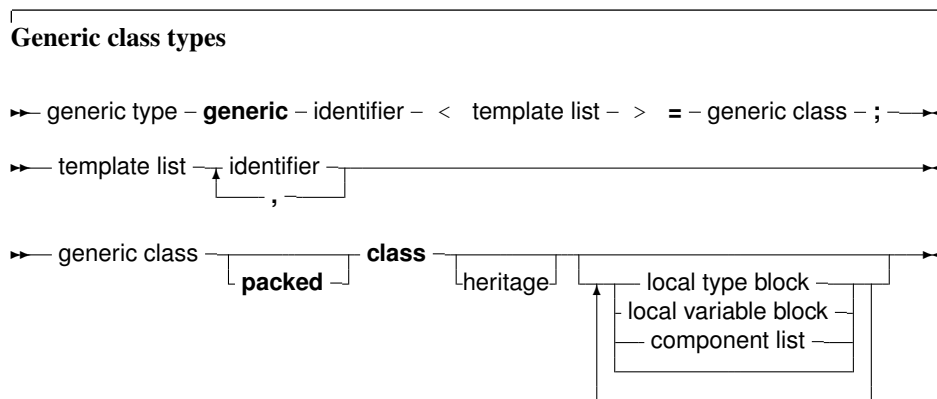 Generic class types
generic type generic identifier < template list > = generic class ;
template list identifier
,
generic class class
packed heritage local type block
local variable block
component list